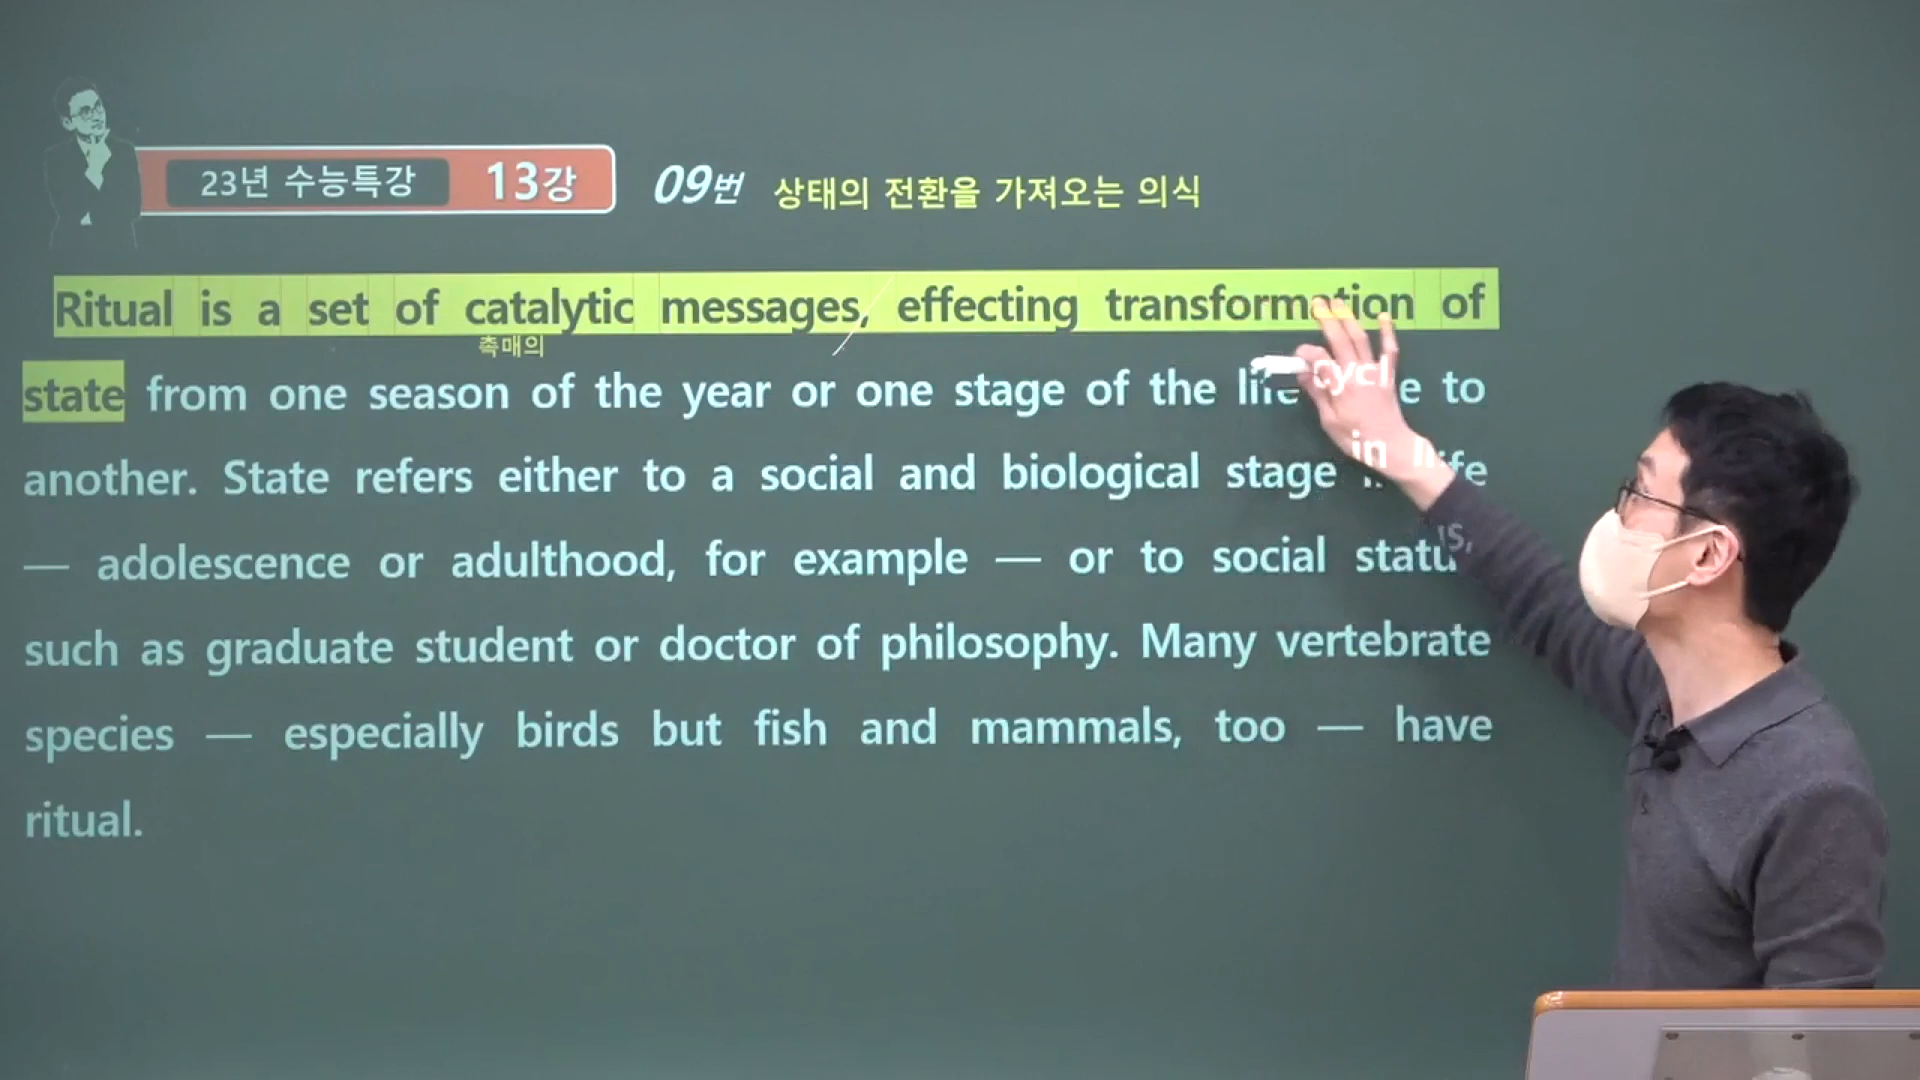 23년 수능특강 13강 09번 상태의 전환을 가져오는 의식
Ritual is a set of catalytic messages, effecting transformation of
촉매의
state from one season of the year or one stage of the life cycle to
another. State refers either to a social and biological stage in life
— adolescence or adulthood, for example — or to social status,
such as graduate student or doctor of philosophy. Many vertebrate
species — especially birds but fish and mammals, too — have
ritual.